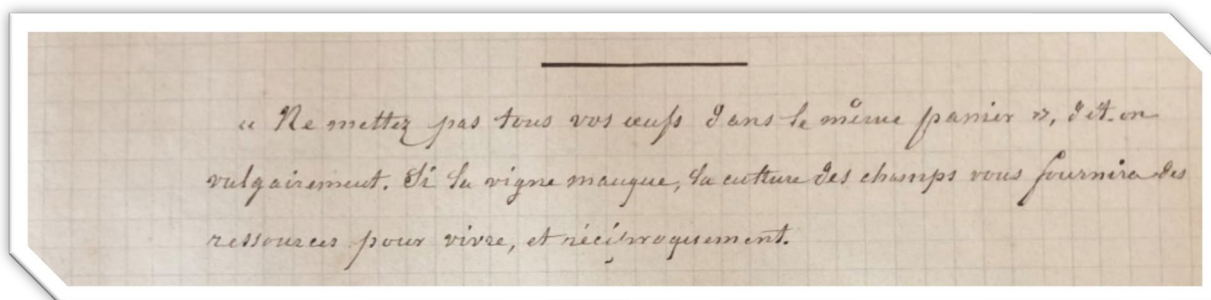 « Ne mettez pas tous vos œufs dans le même panier », dit-on
vulgairement. Si la vigne manque, la culture des champs vous fournira des
ressources pour vivre, et réciproquement.